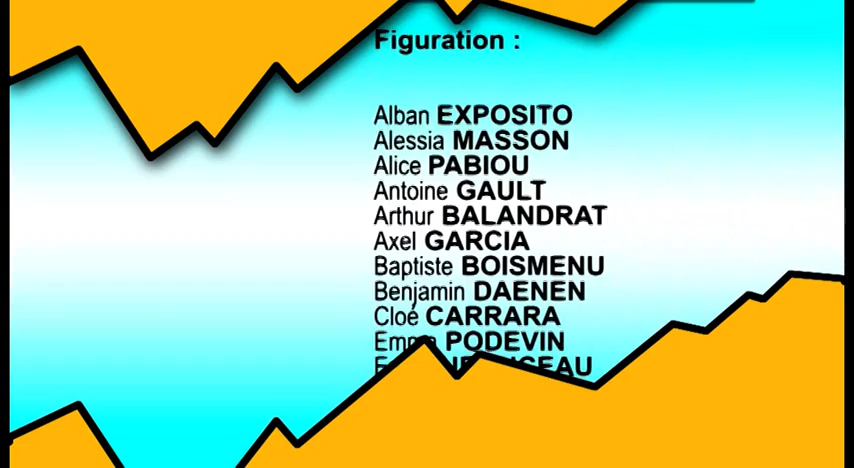 Figuration :
Alban EXPOSITO
Alessia MASSON
Alice PABIOU
Antoine GAULT
Arthur BALANDRAT
Axel GARCIA
Baptiste BOISMENU
Benjamin DAENEN
Cloé CARRARA
Emma PODEVIN